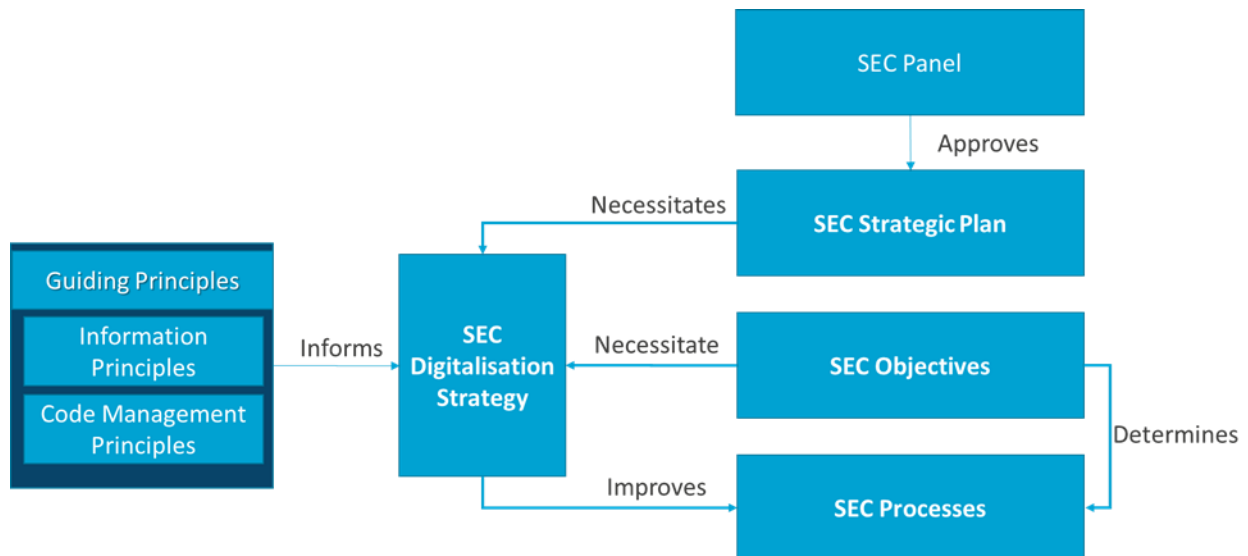 SEC Panel
Approves
Necessitates
SEC Strategic Plan
Guiding Principles
Information
Principles
Code Management
Principles
Informs
SEC
Digitalisation
Strategy
Necessitate
SEC Objectives
Determines
Improves
SEC Processes